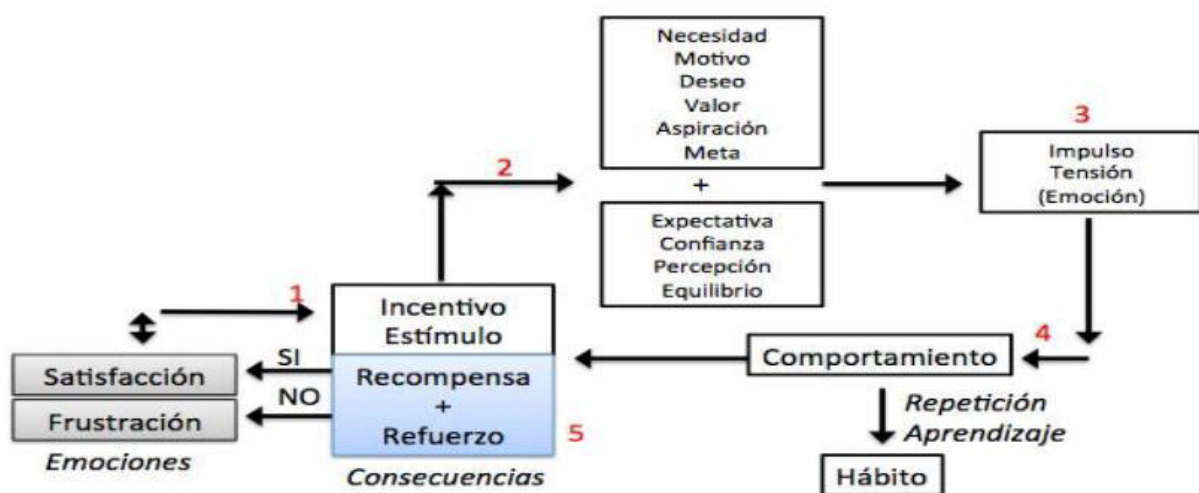 Necesidad
Motivo
Deseo
Valor
Aspiración
Meta
+
Expectativa
Confianza
Percepción
Equilibrio
2
3
Impulso
Tensión
(Emoción)
1
Incentivo
Estímulo
Recompensa
+
Refuerzo
5
Consecuencias
SI
NO
Satisfacción
Frustración
Emociones
4
Comportamiento
Repetición
Aprendizaje
Hábito